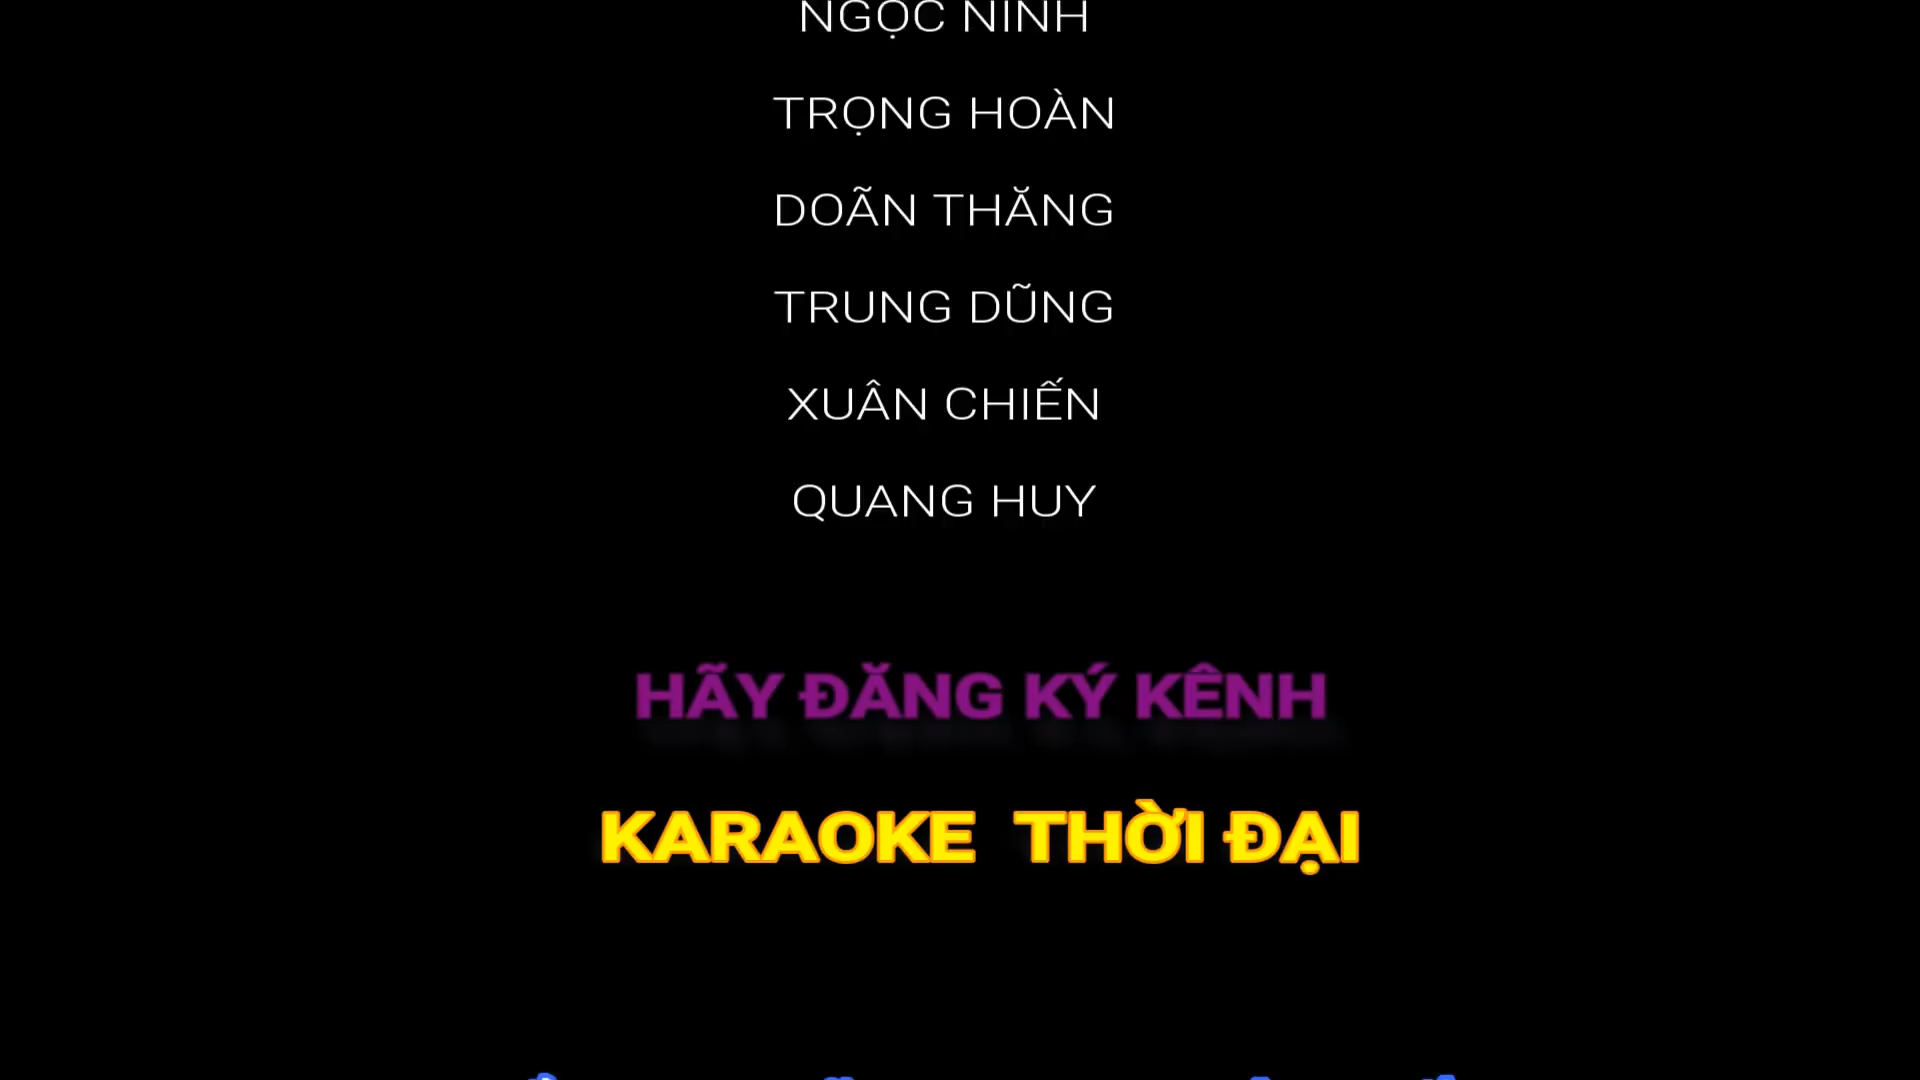 NGỌC NINH
TRỌNG HOÀN
DOÃN THĂNG
TRUNG DŨNG
XUÂN CHIẾN
QUANG HUY
HÃY ĐĂNG KÝ KÊNH
KARAOKE THỜI ĐẠI